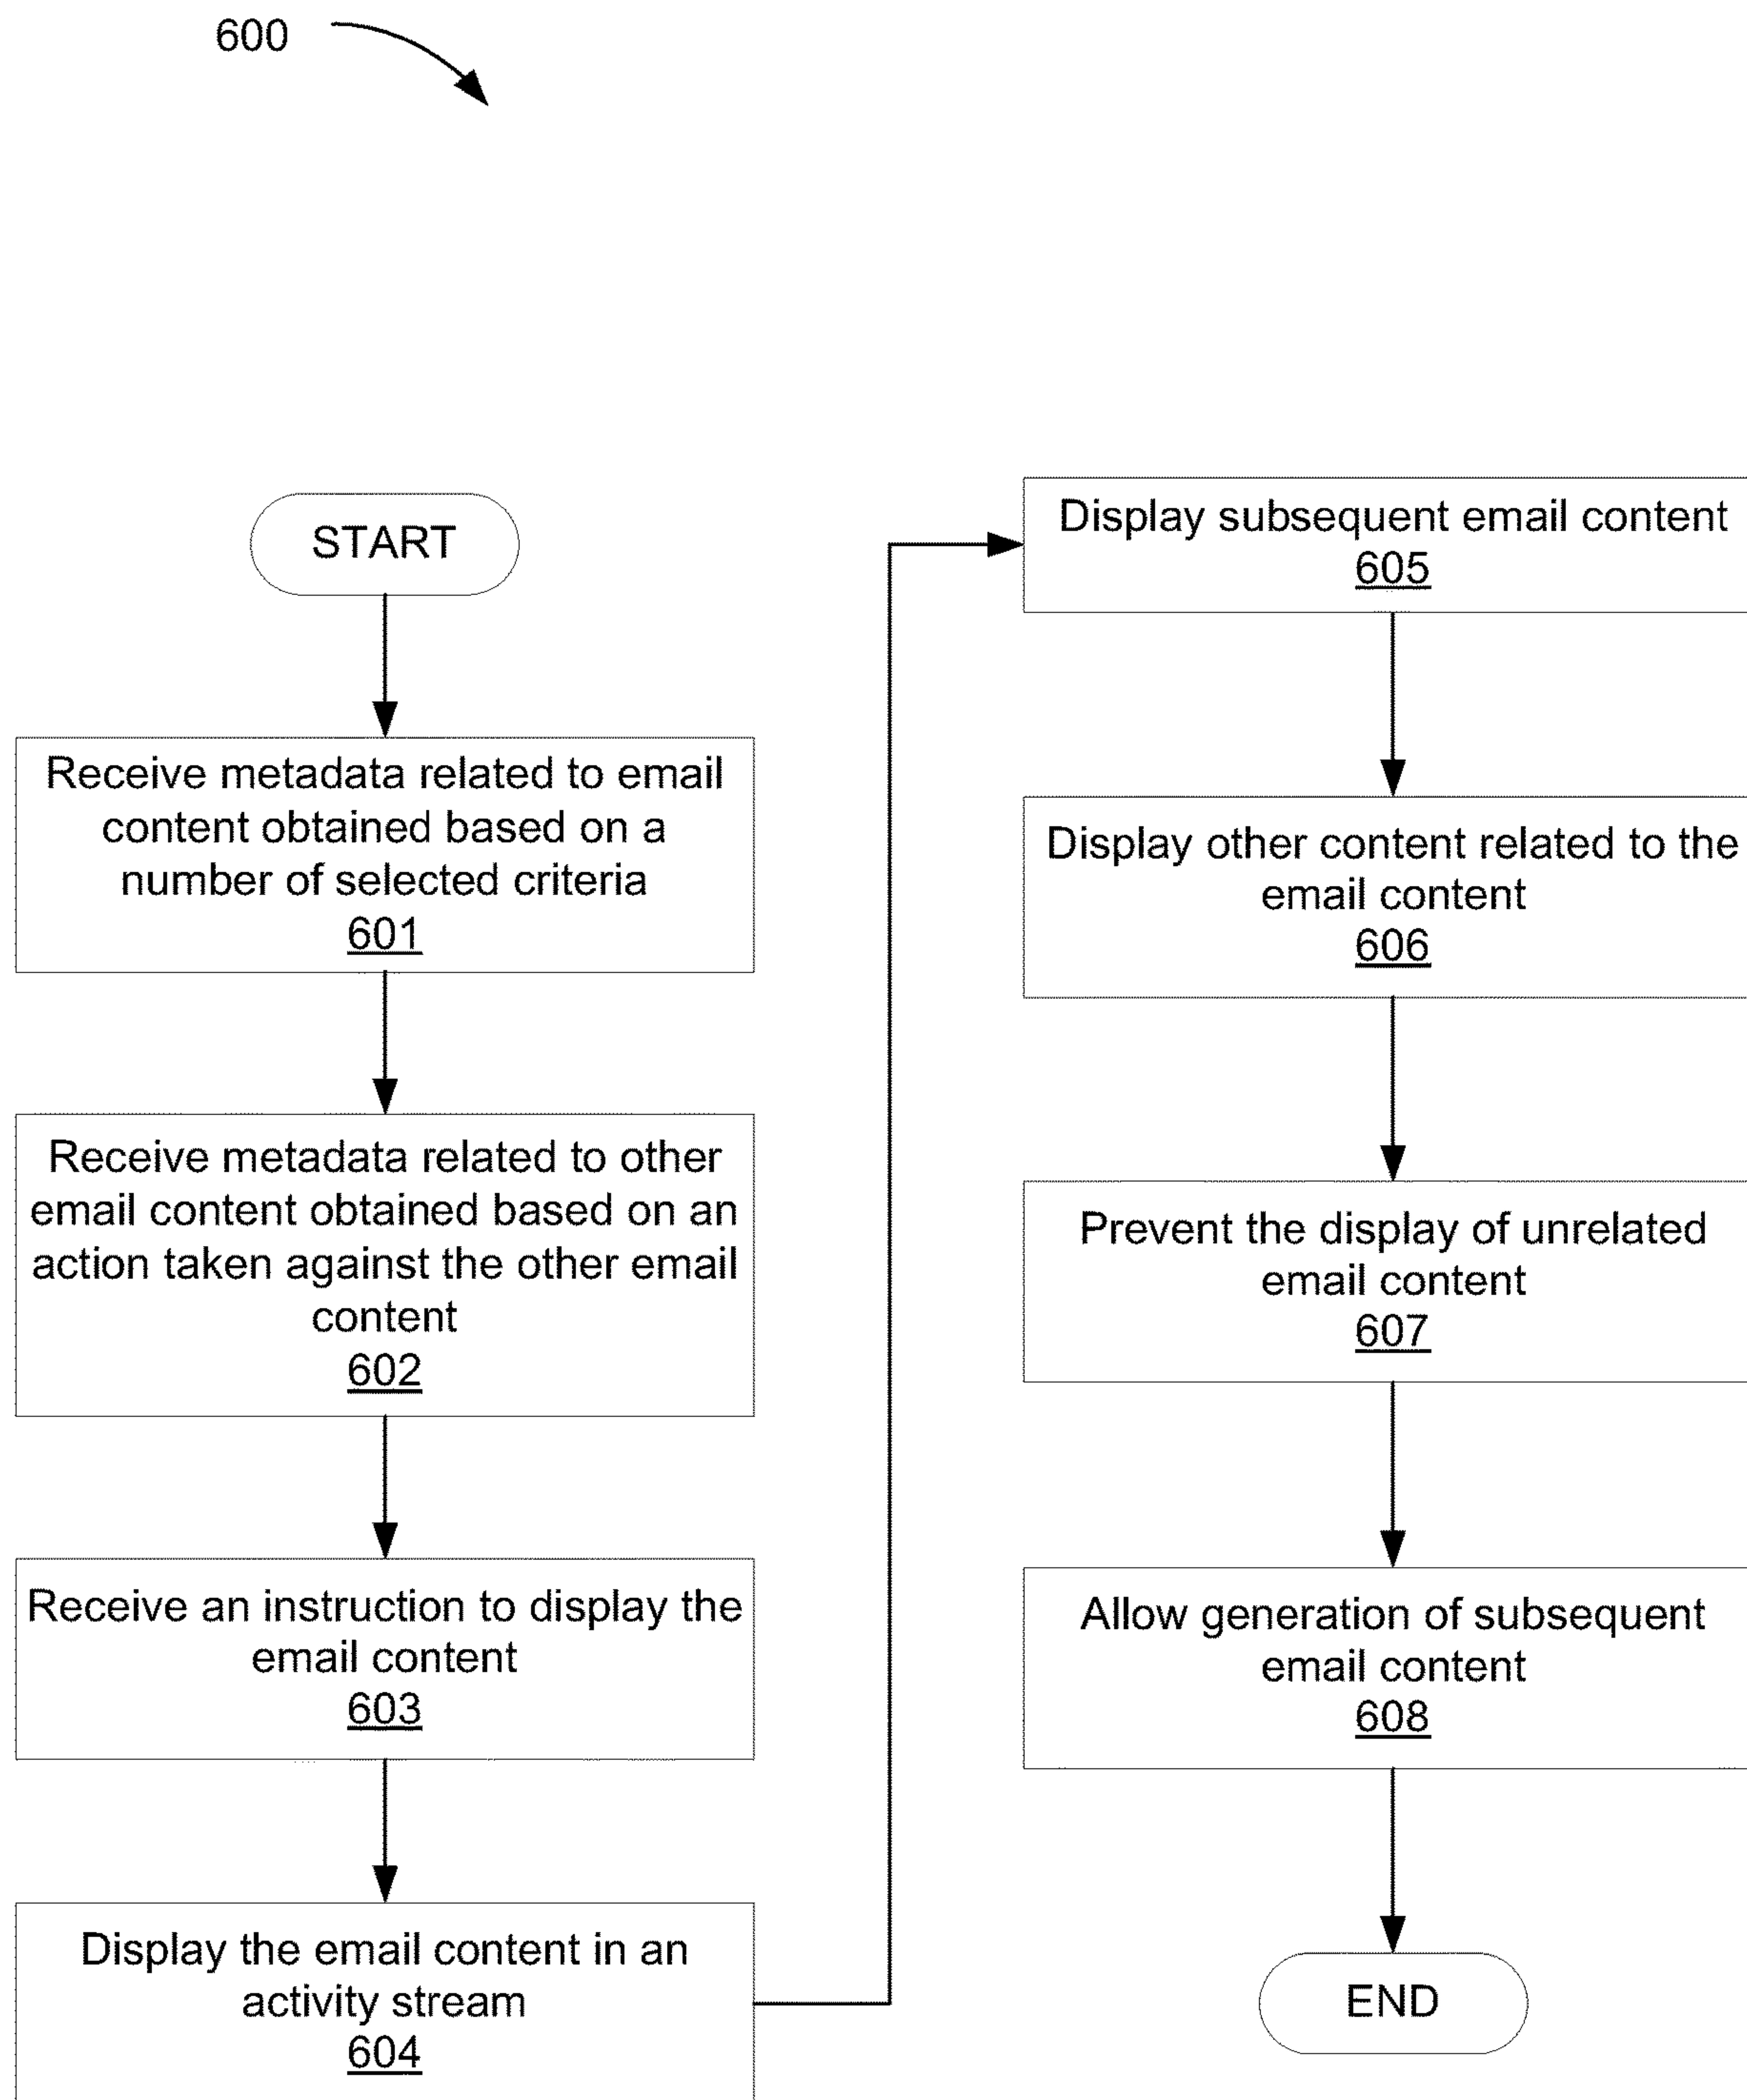 600
START
Receive metadata related to email
content obtained based on a
number of selected criteria
601
Receive metadata related to other
email content obtained based on an
action taken against the other email
content
602
Receive an instruction to display the
email content
603
Display the email content in an
activity stream
604
Display subsequent email content
605
Display other content related to the
email content
606
Prevent the display of unrelated
email content
607
Allow generation of subsequent
email content
608
END